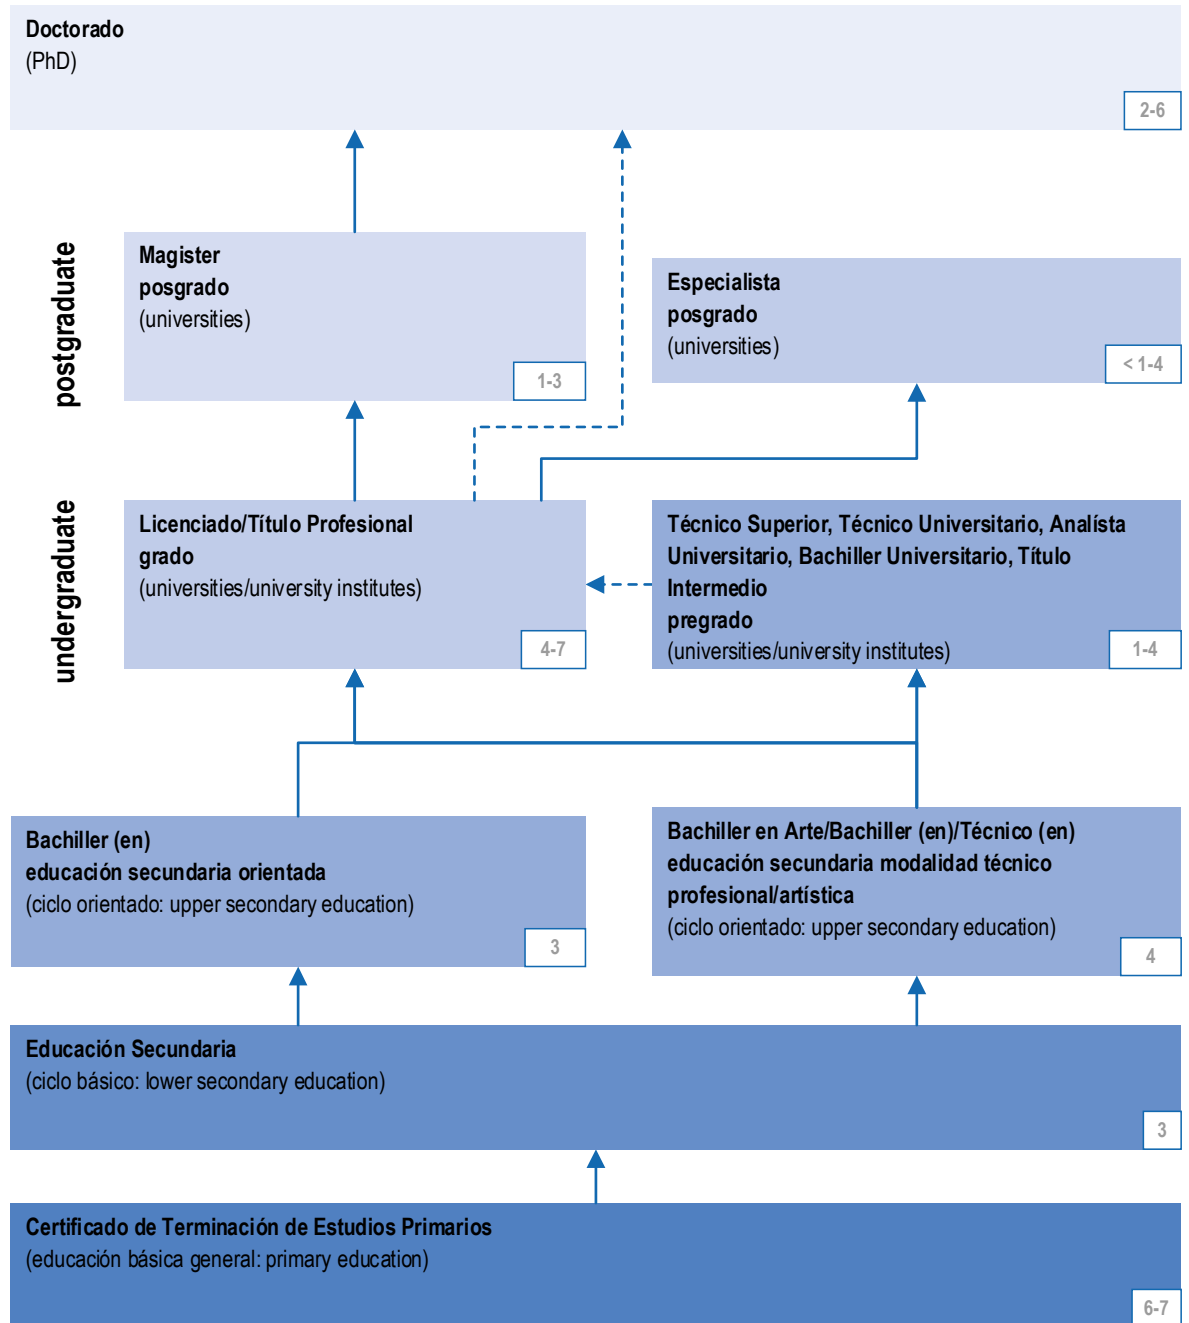 Doctorado
(PhD)
2-6
postgraduate
Magister
posgrado
(universities)
1-3
Especialista
posgrado
(universities)
< 1-4
undergraduate
Licenciado/Título Profesional
grado
(universities/university institutes)
4-7
Técnico Superior, Técnico Universitario, Analísta
Universitario, Bachiller Universitario, Título
Intermedio
pregrado
(universities/university institutes)
1-4
Bachiller (en)
educación secundaria orientada
(ciclo orientado: upper secondary education)
3
Bachiller en Arte/Bachiller (en)/Técnico (en)
educación secundaria modalidad técnico
profesional/artística
(ciclo orientado: upper secondary education)
4
Educación Secundaria
(ciclo básico: lower secondary education)
3
Certificado de Terminación de Estudios Primarios
(educación básica general: primary education)
6-7